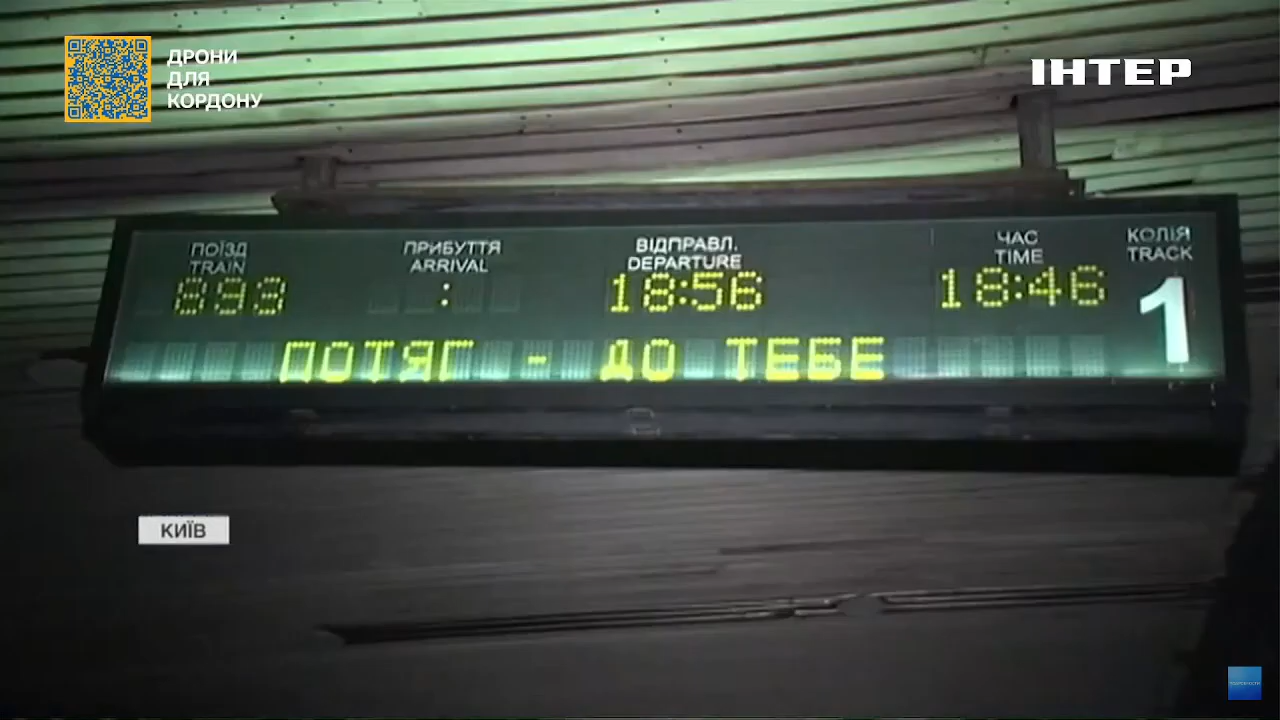 ДРОНИ
ДЛЯ
КОРДОНУ
ІНТЕР
ПОЇЗД
TRAIN
893
ПРИБУТТЯ
ARRIVAL
:
ВІДПРАВЛ.
DEPARTURE
18:56
ЧАС
TIME
18:46
КОЛІЯ
TRACK
1
ПОТЯГ - ДО ТЕБЕ
КИЇВ